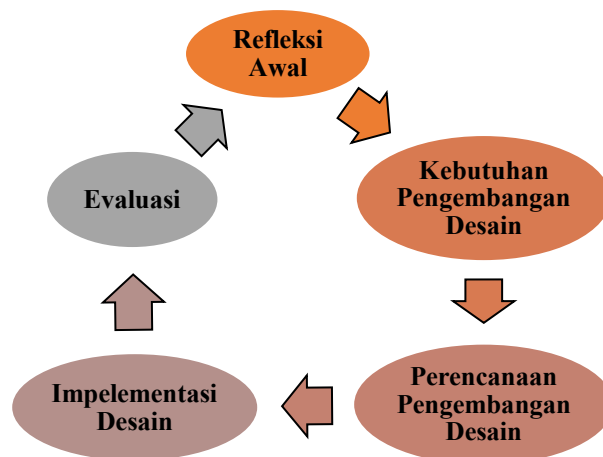 Refleksi
Awal
Kebutuhan
Pengembangan
Desain
Perencanaan
Pengembangan
Desain
Impelementasi
Desain
Evaluasi